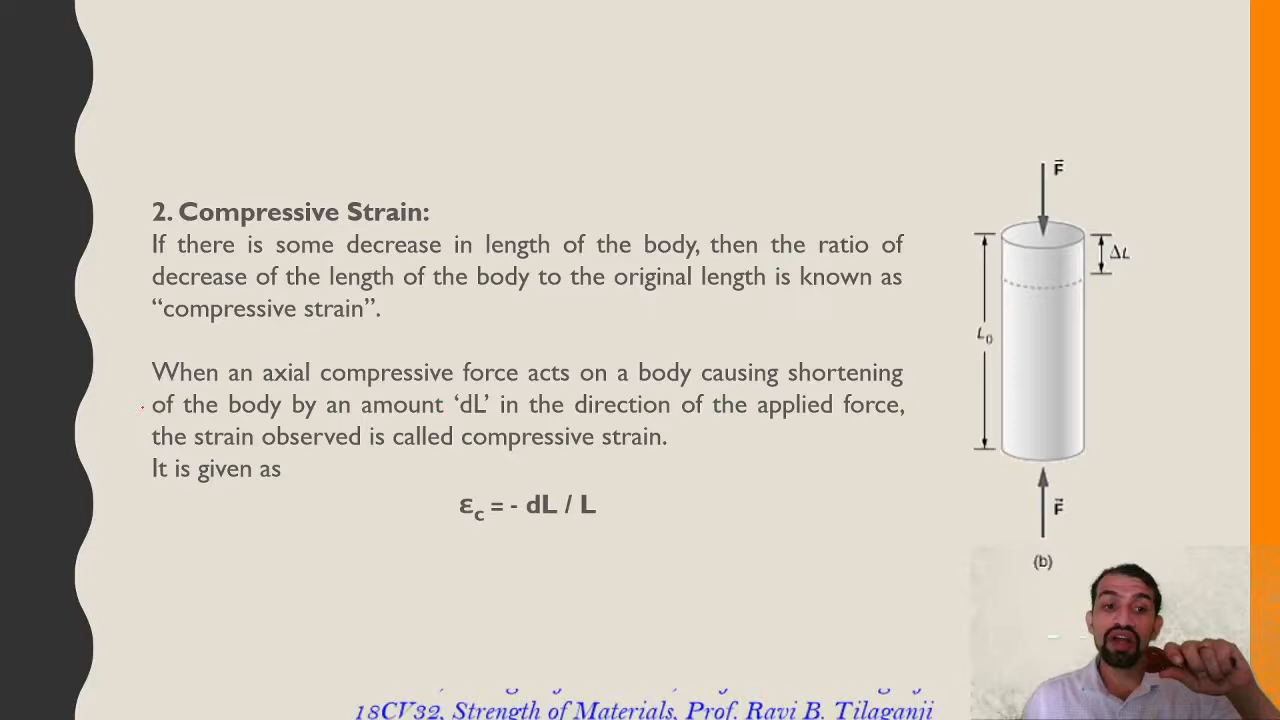 2. Compressive Strain:
If there is some decrease in length of the body, then the ratio of
decrease of the length of the body to the original length is known as
“compressive strain”.
When an axial compressive force acts on a body causing shortening
of the body by an amount ‘dL’ in the direction of the applied force,
the strain observed is called compressive strain.
It is given as
εc = - dL / L
F⃗
ΔL
L0
F⃗
(b)
18CV32, Strength of Materials, Prof. Ravi B. Tilaganji